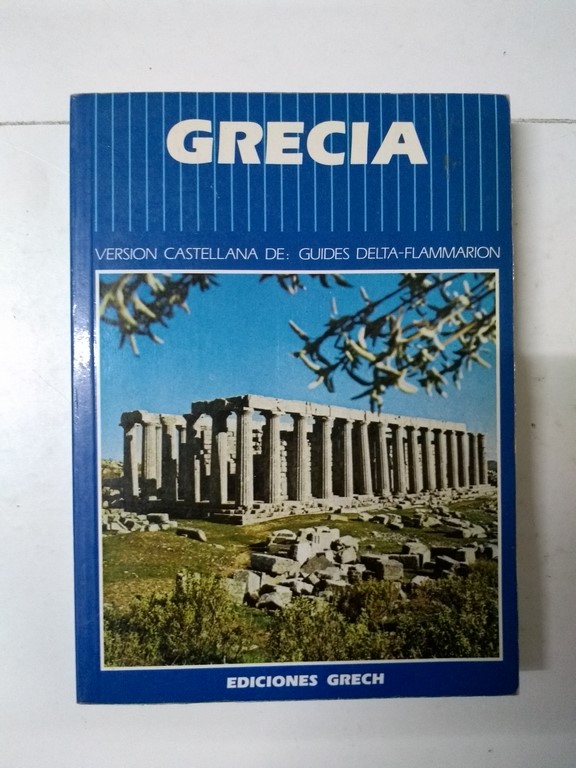 GRECIA
VERSION CASTELLANA DE: GUIDES DELTA-FLAMMARION
EDICIONES GRECH